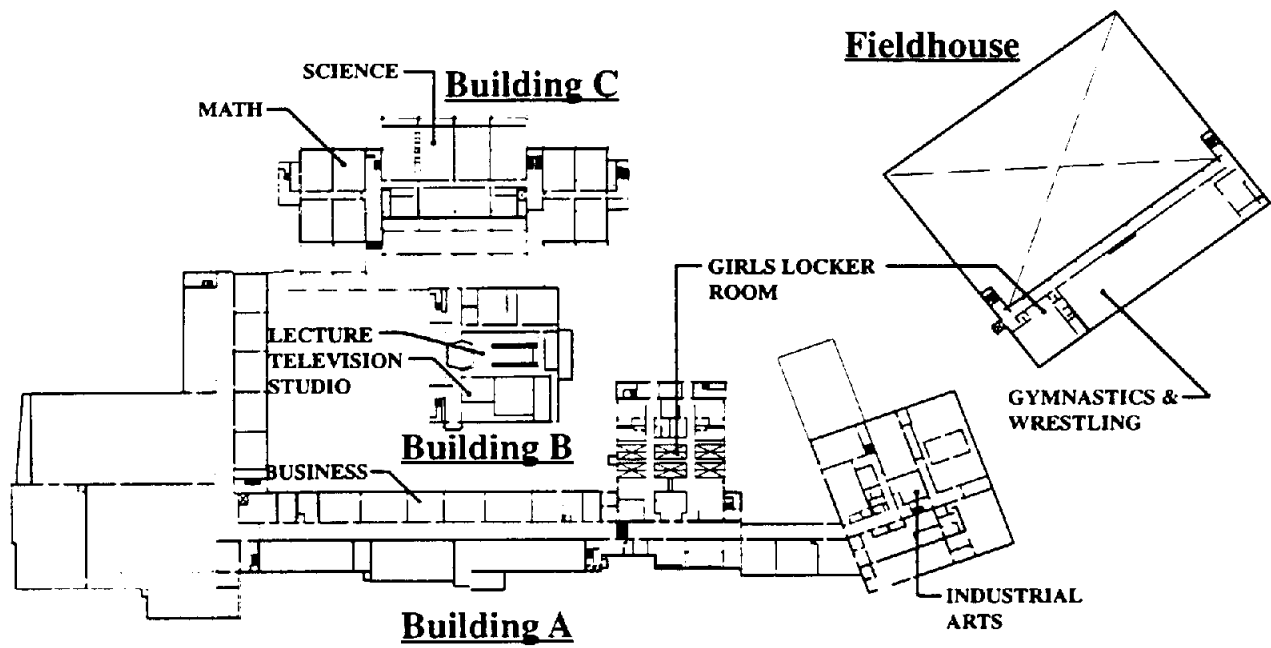 Fieldhouse
SCIENCE
Building C
MATH
GIRLS LOCKER
ROOM
LECTURE
TELEVISION
STUDIO
GYMNASTICS &
WRESTLING
Building B
BUSINESS
INDUSTRIAL
ARTS
Building A